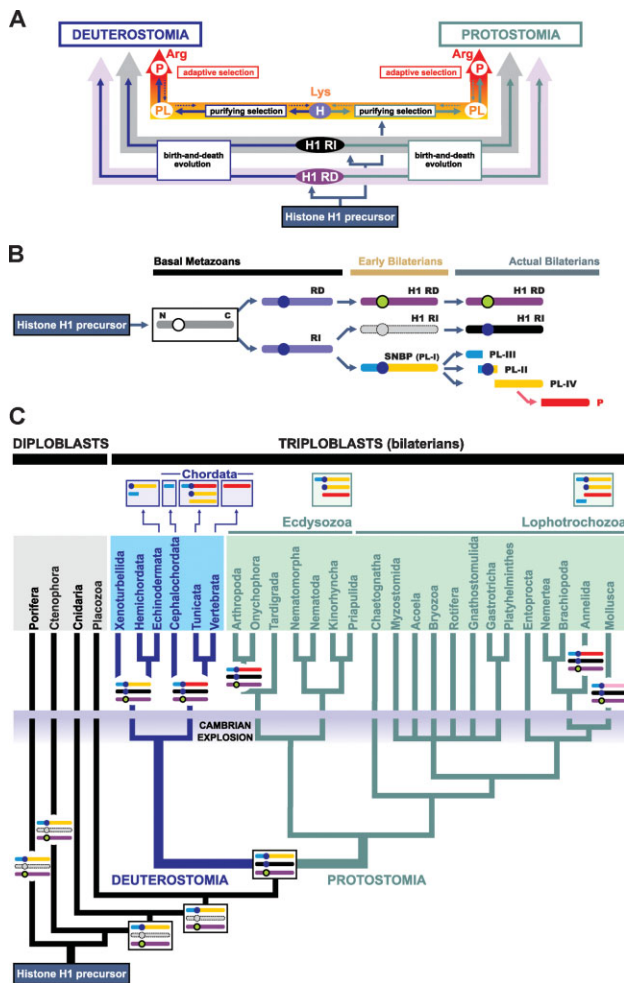 A
DEUTEROSTOMIA
PROTOSTOMIA
Arg
Arg
P
P
adaptive selection
adaptive selection
Lys
PL
purifying selection
H
purifying selection
PL
H1 RI
birth-and-death
evolution
birth-and-death
evolution
H1 RD
Histone H1 precursor
B
Basal Metazoans
Early Bilaterians
Actual Bilaterians
RD
H1 RD
H1 RD
N
C
Histone H1 precursor
H1 RI
H1 RI
RI
SNBP (PL-I)
PL-III
PL-II
PL-IV
P
C
DIPLOBLASTS
TRIPLOBLASTS (bilaterians)
Chordata
Ecdysozoa
Lophotrochozoa
Porifera
Ctenophora
Cnidaria
Placozoa
Xenoturbellida
Hemichordata
Echinodermata
Cephalochordata
Tunicata
Vertebrata
Arthropoda
Onychophora
Tardigrada
Nematomorpha
Nematoda
Kinorhyncha
Priapulida
Chaetognatha
Myzostomida
Acoela
Bryozoa
Rotifera
Gnathostomulida
Gastrotricha
Platyhelminthes
Entoprocta
Nemertea
Brachiopoda
Annelida
Mollusca
CAMBRIAN
EXPLOSION
DEUTEROSTOMIA
PROTOSTOMIA
Histone H1 precursor